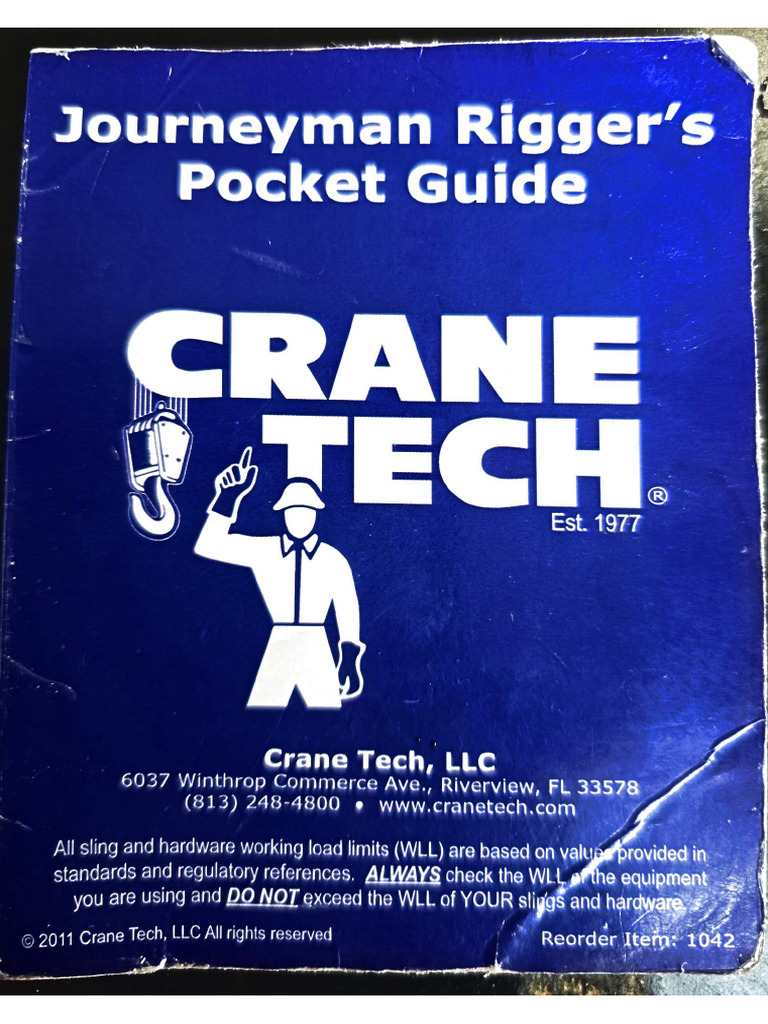 Journeyman Rigger's
Pocket Guide
CRANE
TECH®
Est. 1977
Crane Tech, LLC
6037 Winthrop Commerce Ave., Riverview, FL 33578
(813) 248-4800 • www.cranetech.com
All sling and hardware working load limits (WLL) are based on values provided in
standards and regulatory references. ALWAYS check the WLL of the equipment
you are using and DO NOT exceed the WLL of YOUR slings and hardware.
© 2011 Crane Tech, LLC All rights reserved
Reorder Item: 1042